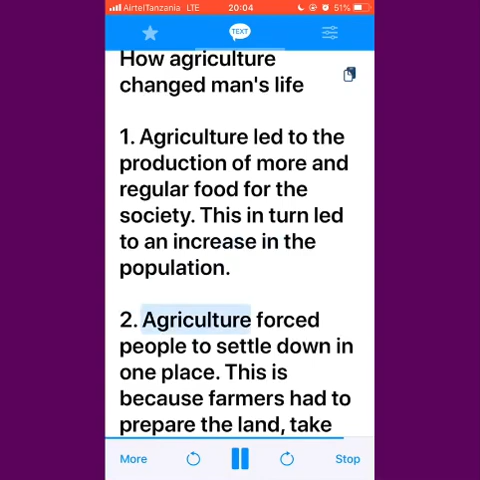 AirtelTanzania LTE 20:04 51%
TEXT
How agriculture
changed man's life
1. Agriculture led to the
production of more and
regular food for the
society. This in turn led
to an increase in the
population.
2. Agriculture forced
people to settle down in
one place. This is
because farmers had to
prepare the land, take
More Stop